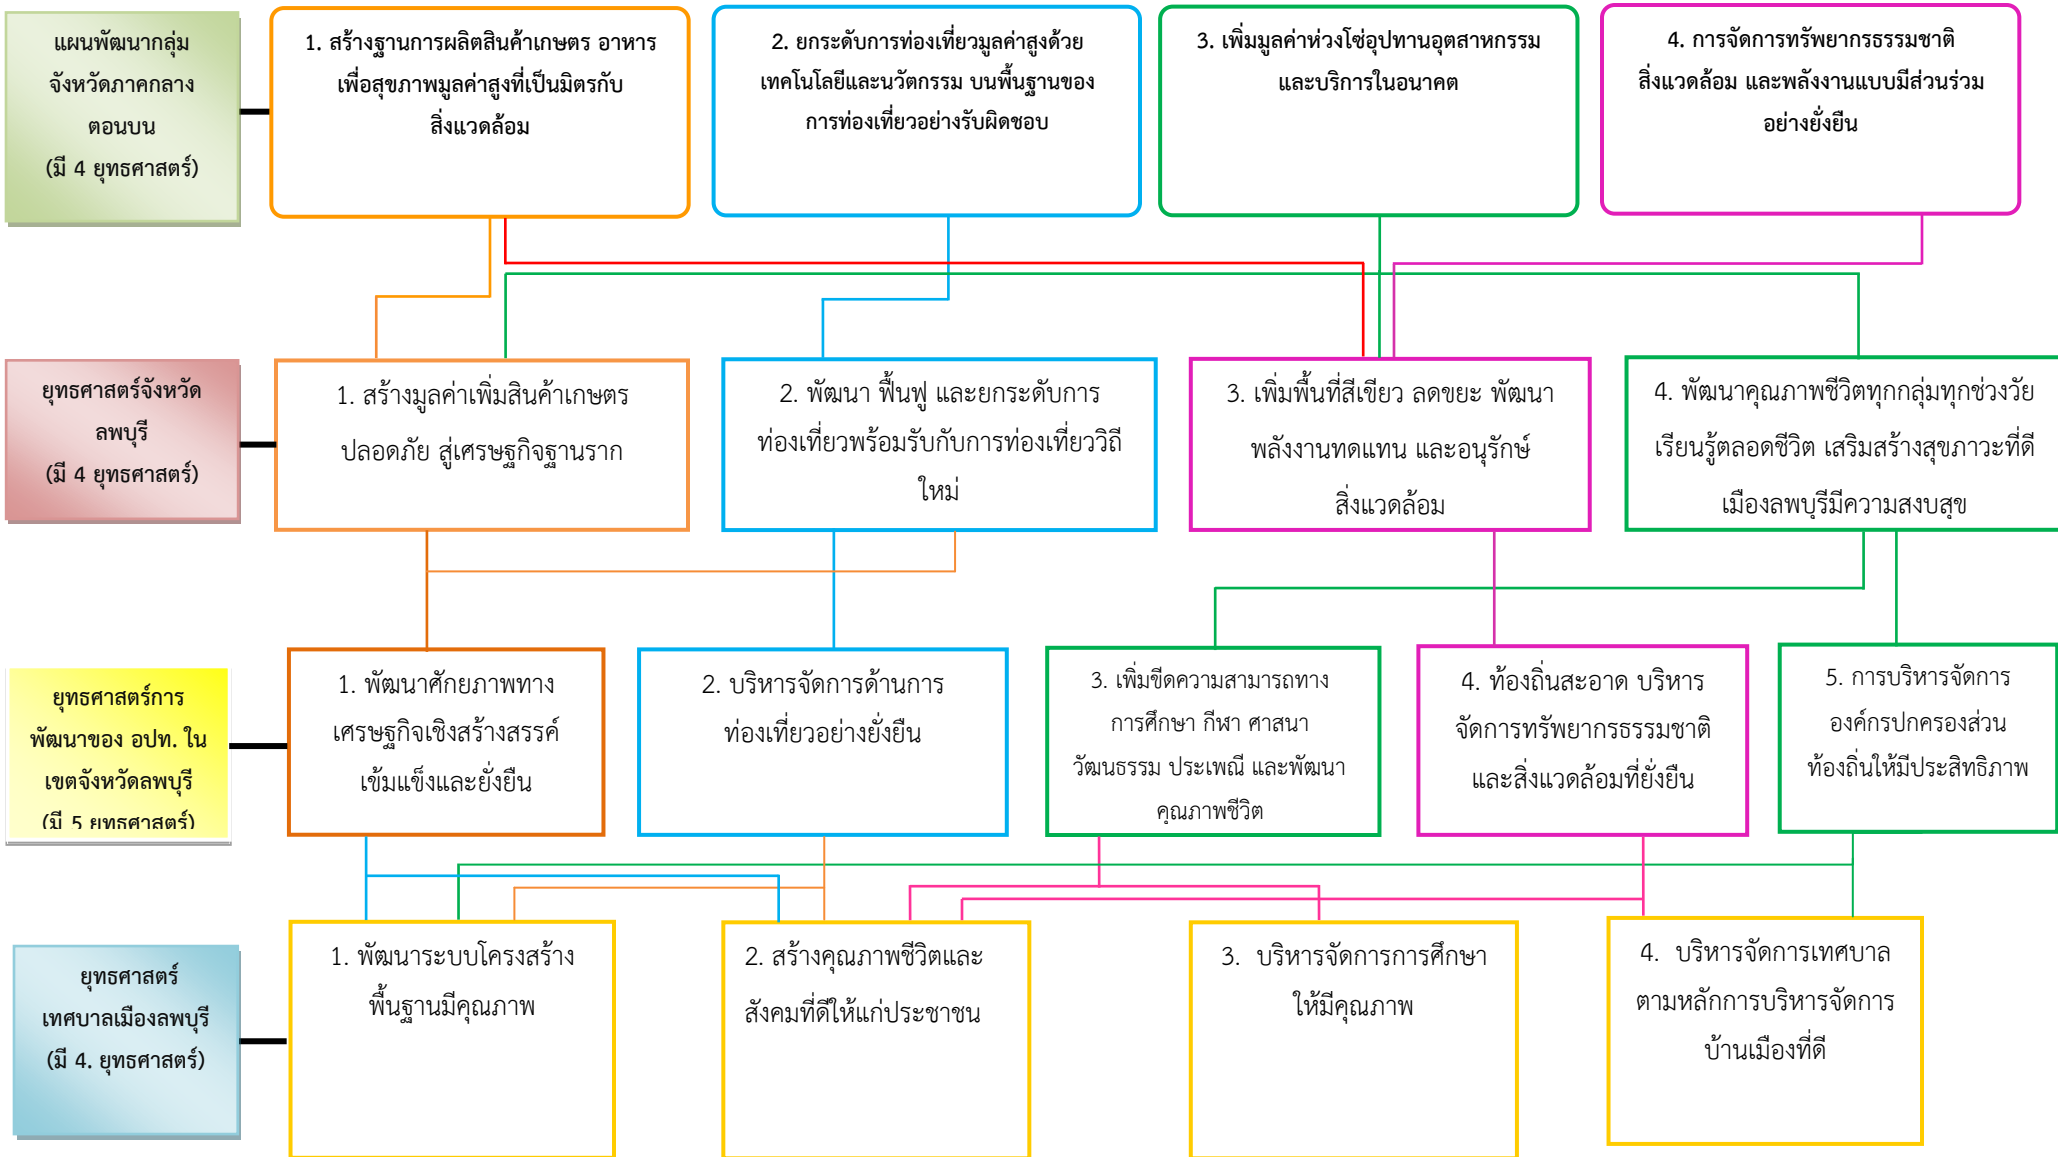 แผนพัฒนากลุ่ม
จังหวัดภาคกลาง
ตอนบน
(มี 4 ยุทธศาสตร์)
1. สร้างฐานการผลิตสินค้าเกษตร อาหาร
เพื่อสุขภาพมูลค่าสูงที่เป็นมิตรกับ
สิ่งแวดล้อม
2. ยกระดับการท่องเที่ยวมูลค่าสูงด้วย
เทคโนโลยีและนวัตกรรม บนพื้นฐานของ
การท่องเที่ยวอย่างรับผิดชอบ
3. เพิ่มมูลค่าห่วงโซ่อุปทานอุตสาหกรรม
และบริการในอนาคต
4. การจัดการทรัพยากรธรรมชาติ
สิ่งแวดล้อม และพลังงานแบบมีส่วนร่วม
อย่างยั่งยืน
ยุทธศาสตร์จังหวัด
ลพบุรี
(มี 4 ยุทธศาสตร์)
1. สร้างมูลค่าเพิ่มสินค้าเกษตร
ปลอดภัย สู่เศรษฐกิจฐานราก
2. พัฒนา ฟื้นฟู และยกระดับการ
ท่องเที่ยวพร้อมรับกับการท่องเที่ยววิถี
ใหม่
3. เพิ่มพื้นที่สีเขียว ลดขยะ พัฒนา
พลังงานทดแทน และอนุรักษ์
สิ่งแวดล้อม
4. พัฒนาคุณภาพชีวิตทุกกลุ่มทุกช่วงวัย
เรียนรู้ตลอดชีวิต เสริมสร้างสุขภาวะที่ดี
เมืองลพบุรีมีความสงบสุข
ยุทธศาสตร์การ
พัฒนาของ อปท. ใน
เขตจังหวัดลพบุรี
(มี 5 ยุทธศาสตร์)
1. พัฒนาศักยภาพทาง
เศรษฐกิจเชิงสร้างสรรค์
เข้มแข็งและยั่งยืน
2. บริหารจัดการด้านการ
ท่องเที่ยวอย่างยั่งยืน
3. เพิ่มขีดความสามารถทาง
การศึกษา กีฬา ศาสนา
วัฒนธรรม ประเพณี และพัฒนา
คุณภาพชีวิต
4. ท้องถิ่นสะอาด บริหาร
จัดการทรัพยากรธรรมชาติ
และสิ่งแวดล้อมที่ยั่งยืน
5. การบริหารจัดการ
องค์กรปกครองส่วน
ท้องถิ่นให้มีประสิทธิภาพ
ยุทธศาสตร์
เทศบาลเมืองลพบุรี
(มี 4. ยุทธศาสตร์)
1. พัฒนาระบบโครงสร้าง
พื้นฐานมีคุณภาพ
2. สร้างคุณภาพชีวิตและ
สังคมที่ดีให้แก่ประชาชน
3. บริหารจัดการการศึกษา
ให้มีคุณภาพ
4. บริหารจัดการเทศบาล
ตามหลักการบริหารจัดการ
บ้านเมืองที่ดี